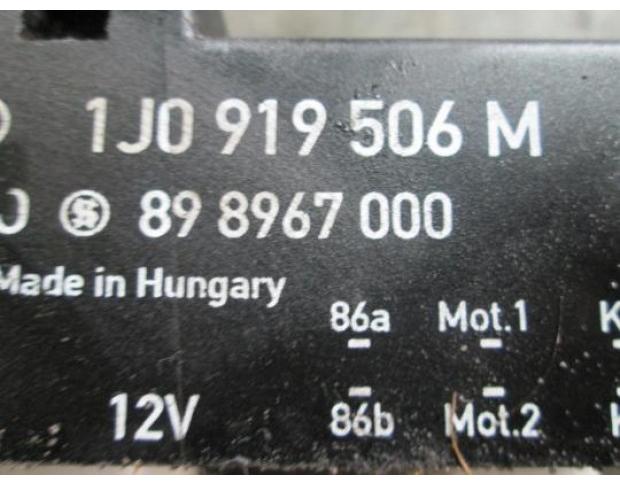 1J0 919 506 M
89 8967 000
Made in Hungary
86a Mot.1 K
12V
86b Mot.2